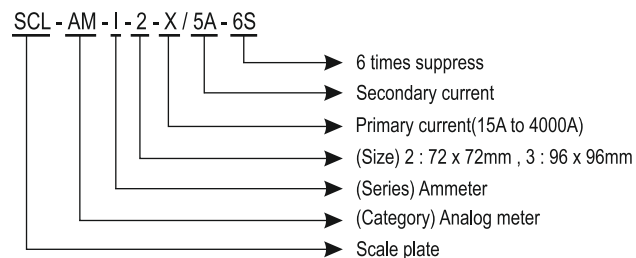 SCL - AM - I - 2 - X / 5A - 6S
6 times suppress
Secondary current
Primary current(15A to 4000A)
(Size) 2 : 72 x 72mm , 3 : 96 x 96mm
(Series) Ammeter
(Category) Analog meter
Scale plate